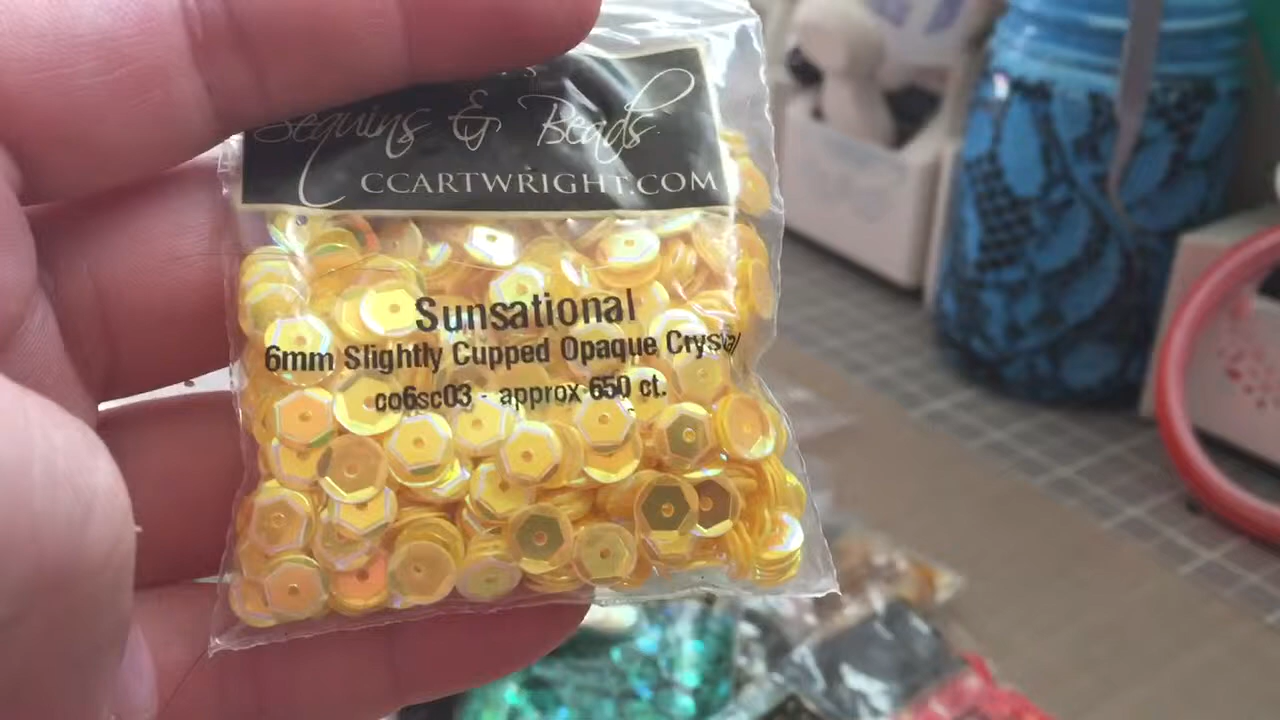 Sequins & Beads
CCARTWRIGHT.COM
Sunsational
6mm Slightly Cupped Opaque Crystal
co6sc03 - approx 650 ct.